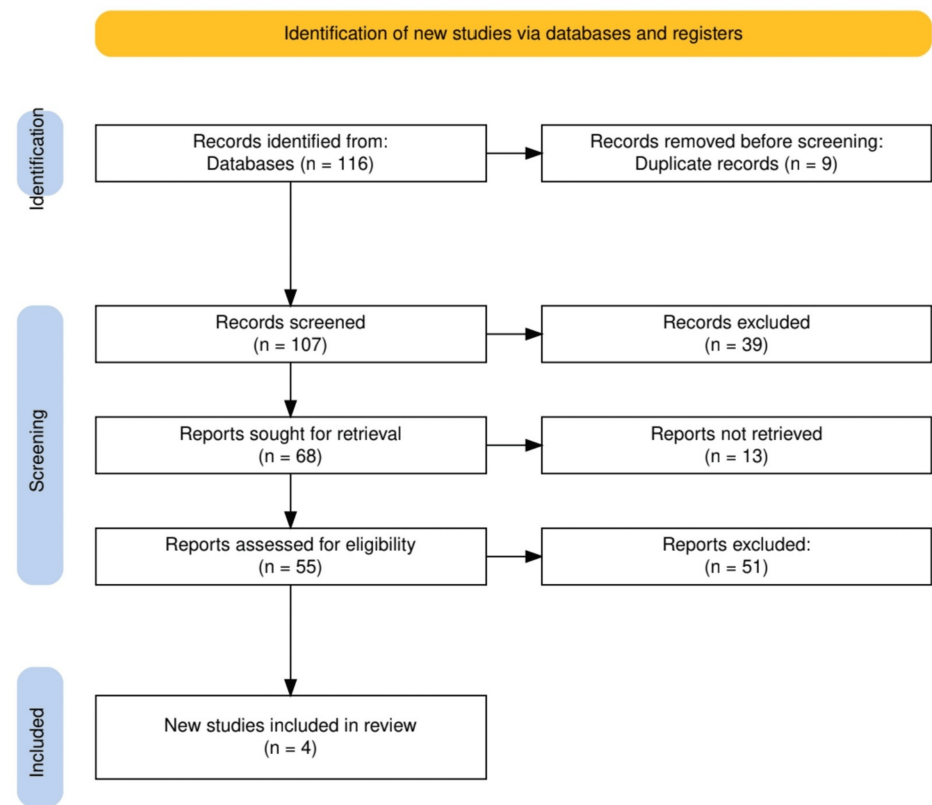 Identification of new studies via databases and registers
Identification
Records identified from:
Databases (n = 116)
Records removed before screening:
Duplicate records (n = 9)
Screening
Records screened
(n = 107)
Records excluded
(n = 39)
Reports sought for retrieval
(n = 68)
Reports not retrieved
(n = 13)
Reports assessed for eligibility
(n = 55)
Reports excluded:
(n = 51)
Included
New studies included in review
(n = 4)